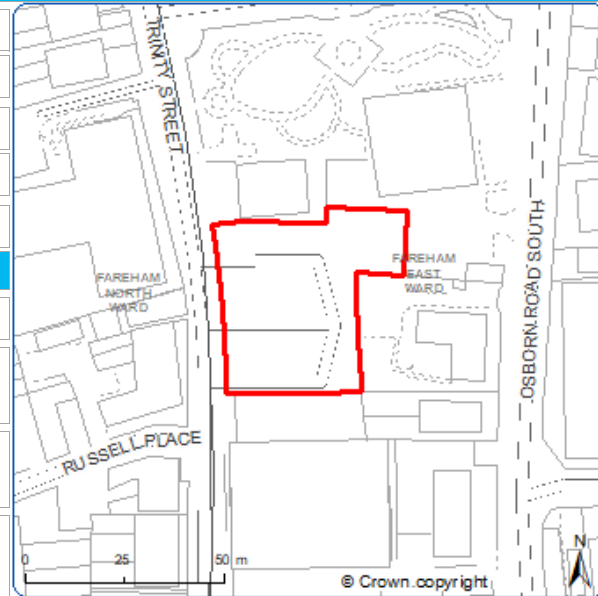 TRINITY STREET
FAREHAM
NORTH
WARD
FAREHAM
EAST
WARD
OSBORN ROAD SOUTH
RUSSELL PLACE
0 25 50 m
N
© Crown copyright